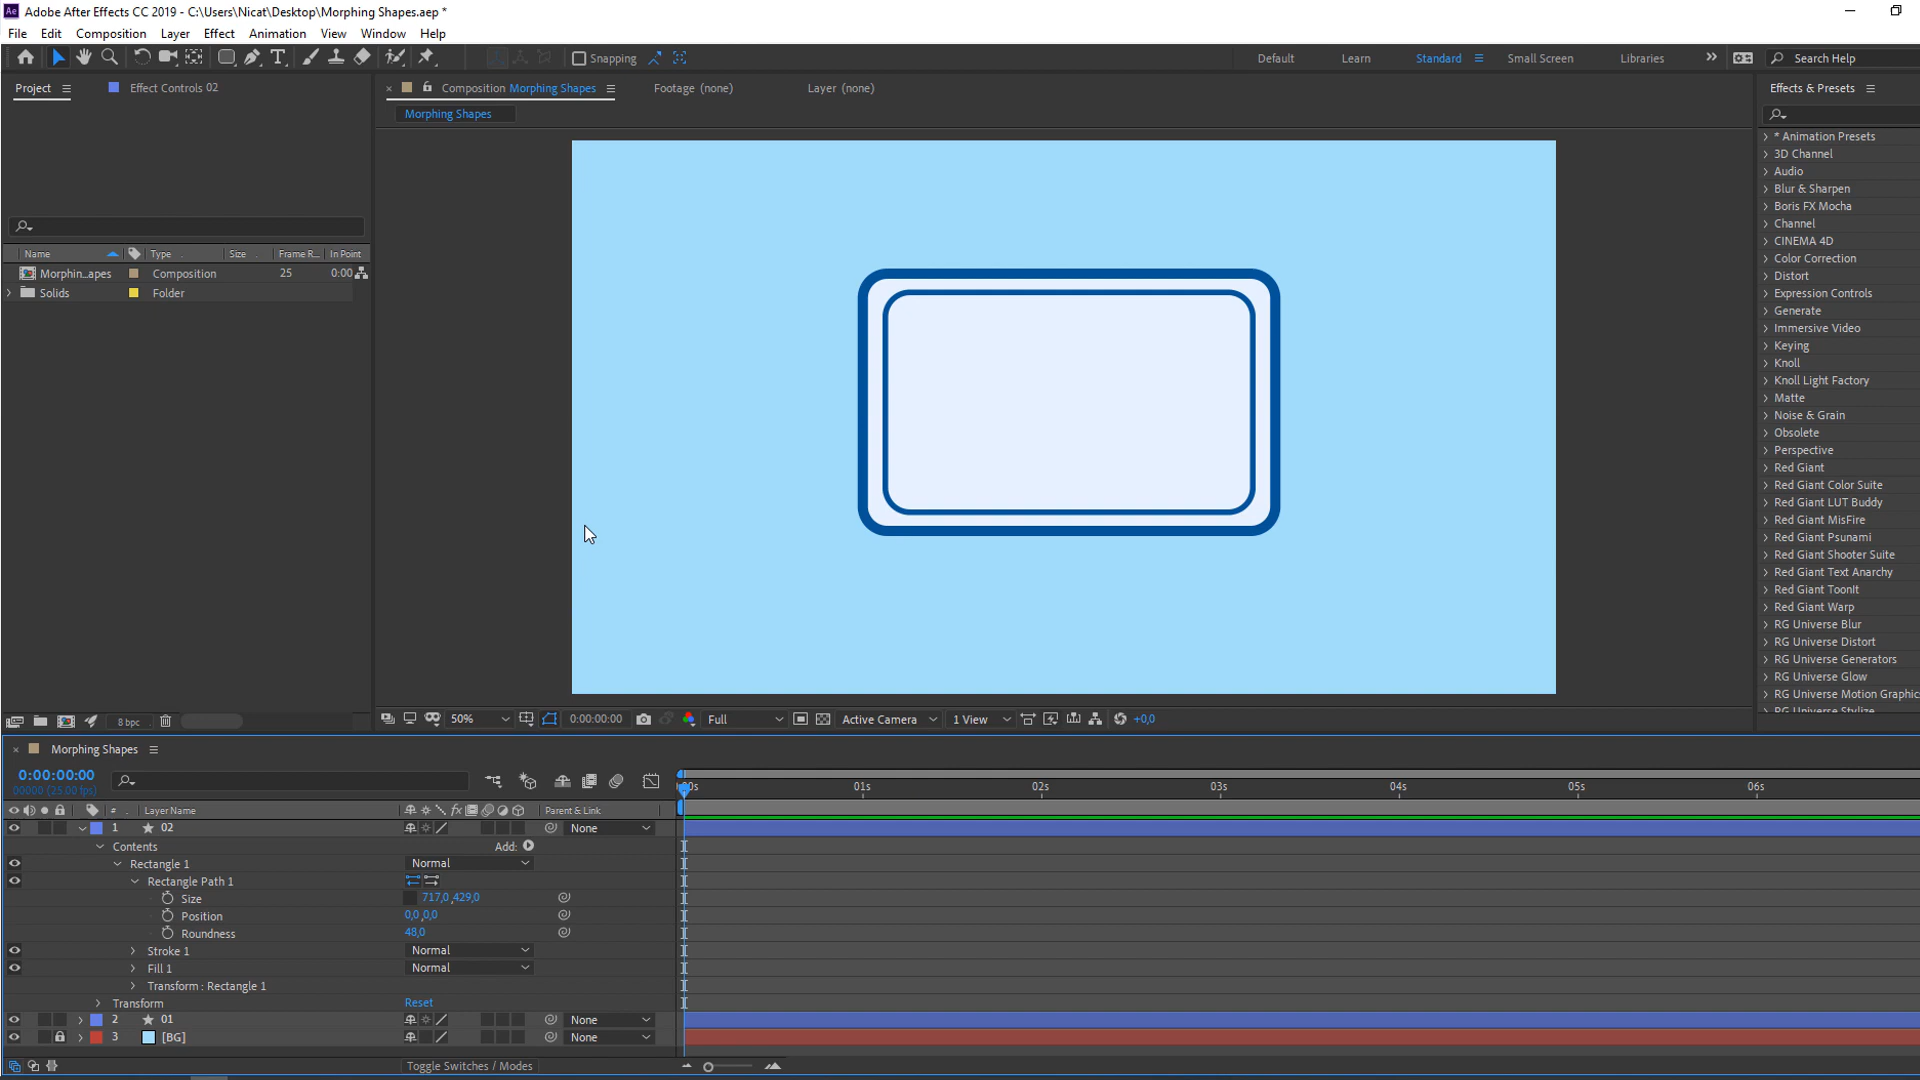 Adobe After Effects CC 2019 - C:\Users\Nicat\Desktop\Morphing Shapes.aep *
File Edit Composition Layer Effect Animation View Window Help
Snapping
Default Learn Standard Small Screen Libraries Search Help
Project Effect Controls 02
Composition Morphing Shapes Footage (none) Layer (none)
Effects & Presets
Morphing Shapes
* Animation Presets
3D Channel
Audio
Blur & Sharpen
Boris FX Mocha
Channel
CINEMA 4D
Color Correction
Distort
Expression Controls
Generate
Immersive Video
Keying
Knoll
Knoll Light Factory
Matte
Noise & Grain
Obsolete
Perspective
Red Giant
Red Giant Color Suite
Red Giant LUT Buddy
Red Giant MisFire
Red Giant Psunami
Red Giant Shooter Suite
Red Giant Text Anarchy
Red Giant ToonIt
Red Giant Warp
RG Universe Blur
RG Universe Distort
RG Universe Generators
RG Universe Glow
RG Universe Motion Graphics
RG Universe Stylize
Name Type Size Frame R... In Point
Morphin...apes Composition 25 0:00
Solids Folder
8 bpc
50% 0:00:00:00 Full Active Camera 1 View +0,0
Morphing Shapes
0:00:00:00
00000 (25.00 fps)
00s 01s 02s 03s 04s 05s 06s
# Layer Name fx Parent & Link
1 02 None
Contents Add:
Rectangle 1 Normal
Rectangle Path 1
Size 717,0,429,0
Position 0,0,0,0
Roundness 48,0
Stroke 1 Normal
Fill 1 Normal
Transform : Rectangle 1
Transform Reset
2 01 None
3 [BG] None
Toggle Switches / Modes